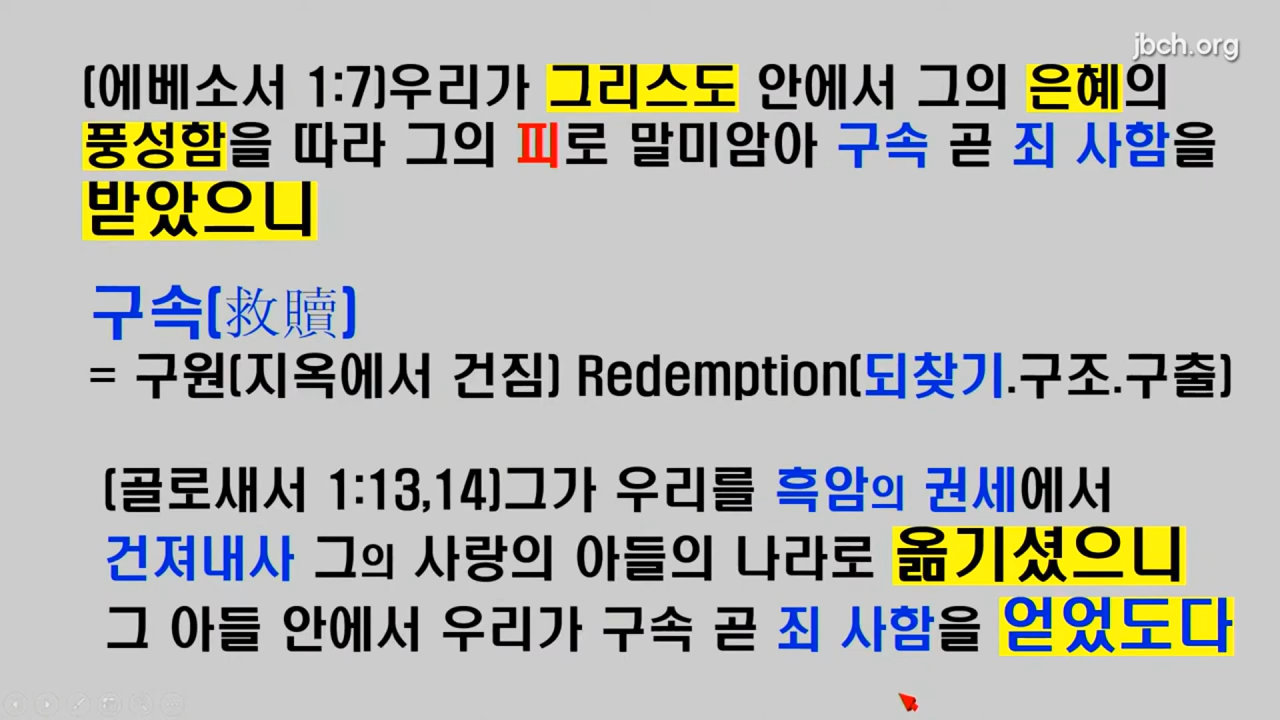 jbch.org
(에베소서 1:7)우리가 그리스도 안에서 그의 은혜의
풍성함을 따라 그의 피로 말미암아 구속 곧 죄 사함을
받았으니
구속(救贖)
= 구원(지옥에서 건짐) Redemption(되찾기.구조.구출)
(골로새서 1:13,14)그가 우리를 흑암의 권세에서
건져내사 그의 사랑의 아들의 나라로 옮기셨으니
그 아들 안에서 우리가 구속 곧 죄 사함을 얻었도다